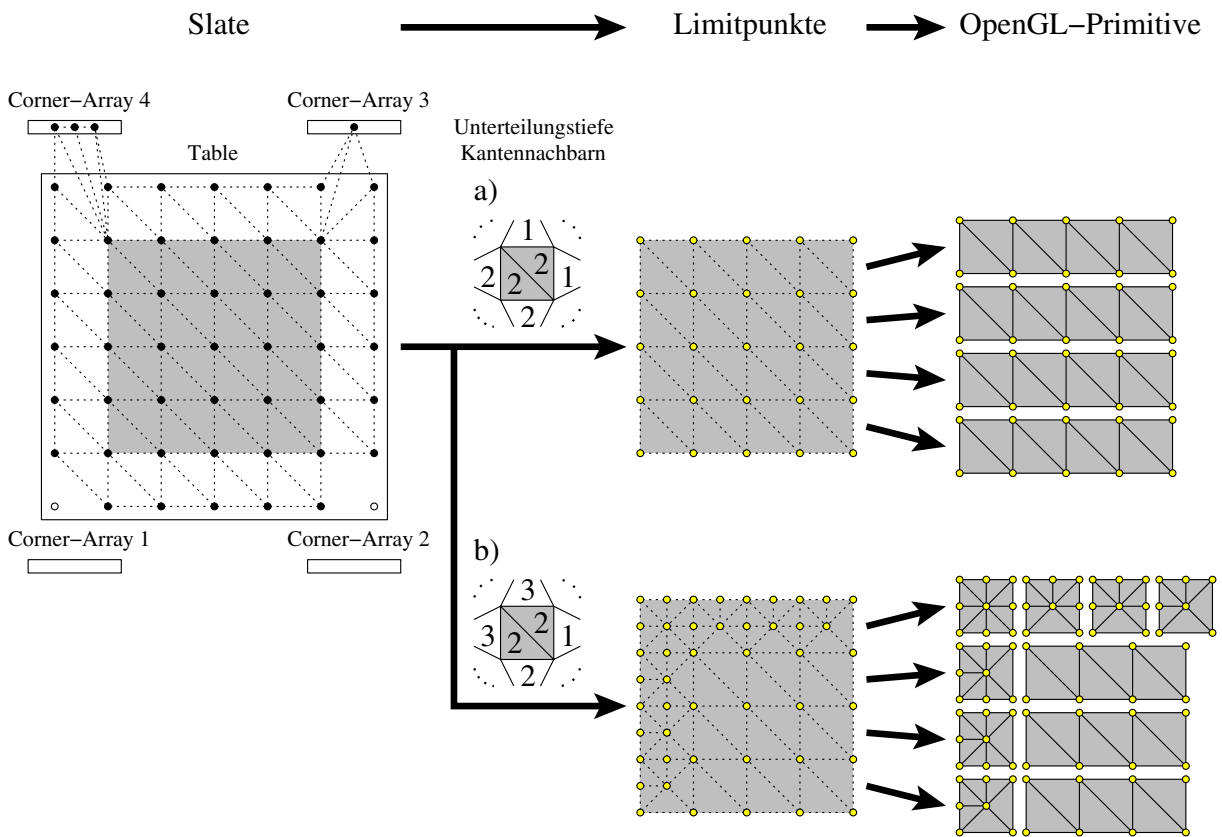 Slate
Limitpunkte
OpenGL−Primitive
Corner−Array 4
Corner−Array 3
Table
Unterteilungstiefe
Kantennachbarn
a)
1
2 2 1
2
2
Corner−Array 1
Corner−Array 2
b)
3
3 2 1
2
2